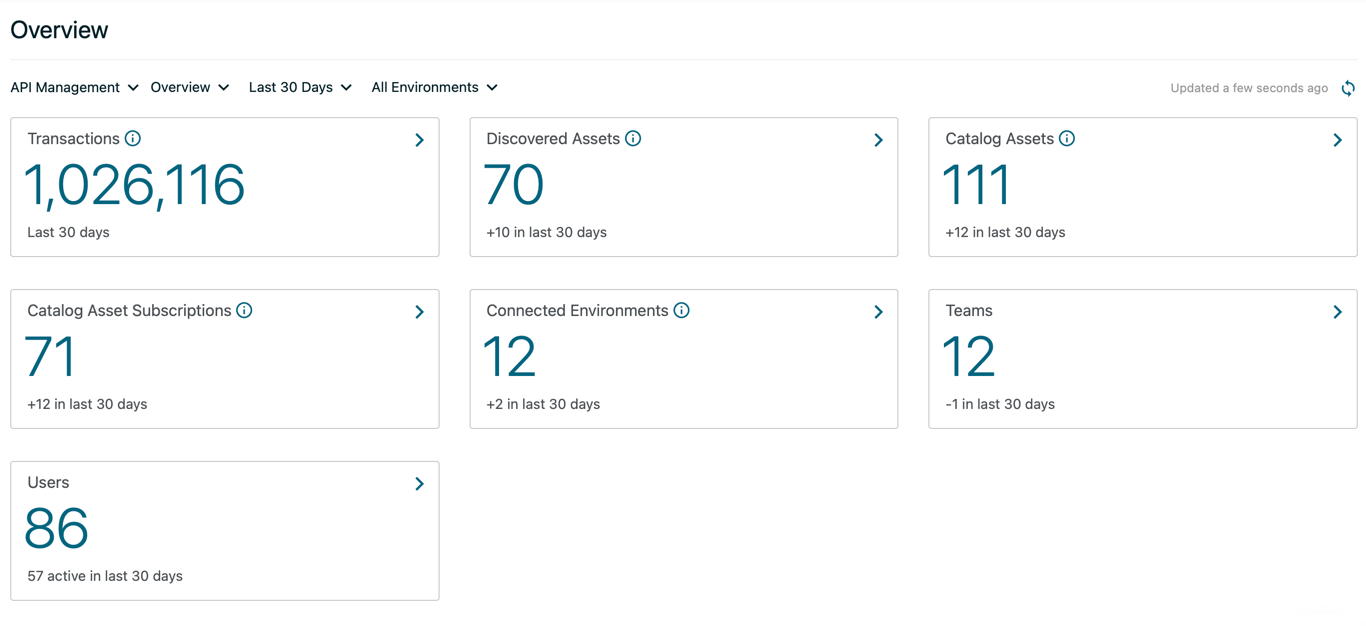 Overview
API Management Overview Last 30 Days All Environments Updated a few seconds ago
Transactions
1,026,116
Last 30 days
Discovered Assets
70
+10 in last 30 days
Catalog Assets
111
+12 in last 30 days
Catalog Asset Subscriptions
71
+12 in last 30 days
Connected Environments
12
+2 in last 30 days
Teams
12
-1 in last 30 days
Users
86
57 active in last 30 days